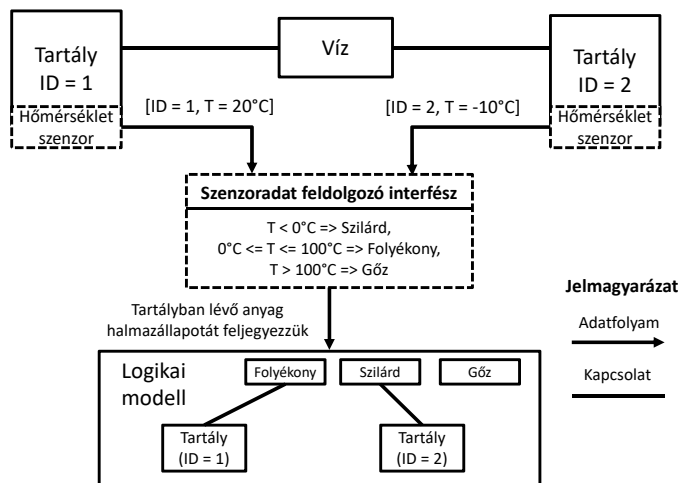 Tartály
ID = 1
Víz
Tartály
ID = 2
Hőmérséklet
szenzor
[ID = 1, T = 20°C]
[ID = 2, T = -10°C]
Hőmérséklet
szenzor
Szenzoradat feldolgozó interfész
T < 0°C => Szilárd,
0°C <= T <= 100°C => Folyékony,
T > 100°C => Gőz
Tartályban lévő anyag
halmazállapotát feljegyezzük
Jelmagyarázat
Adatfolyam
Kapcsolat
Logikai
modell
Folyékony
Szilárd
Gőz
Tartály
(ID = 1)
Tartály
(ID = 2)